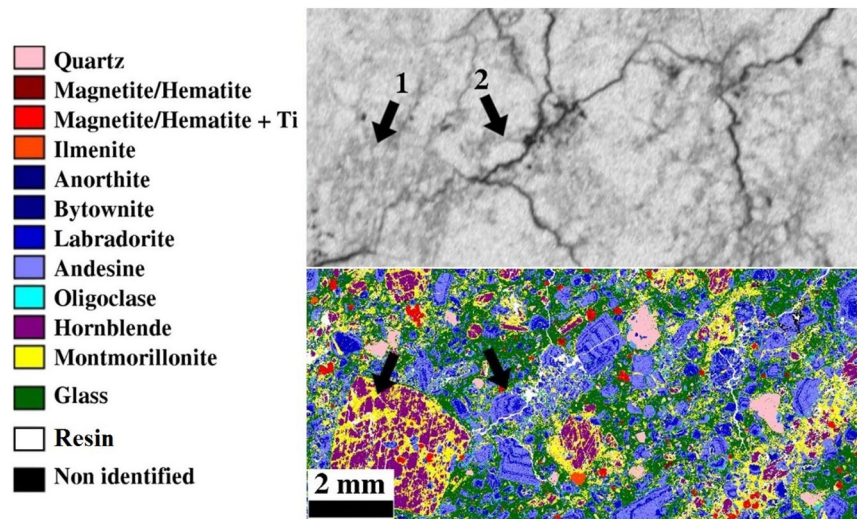 Quartz
Magnetite/Hematite
Magnetite/Hematite + Ti
Ilmenite
Anorthite
Bytownite
Labradorite
Andesine
Oligoclase
Hornblende
Montmorillonite
Glass
Resin
Non identified
1
2
2 mm